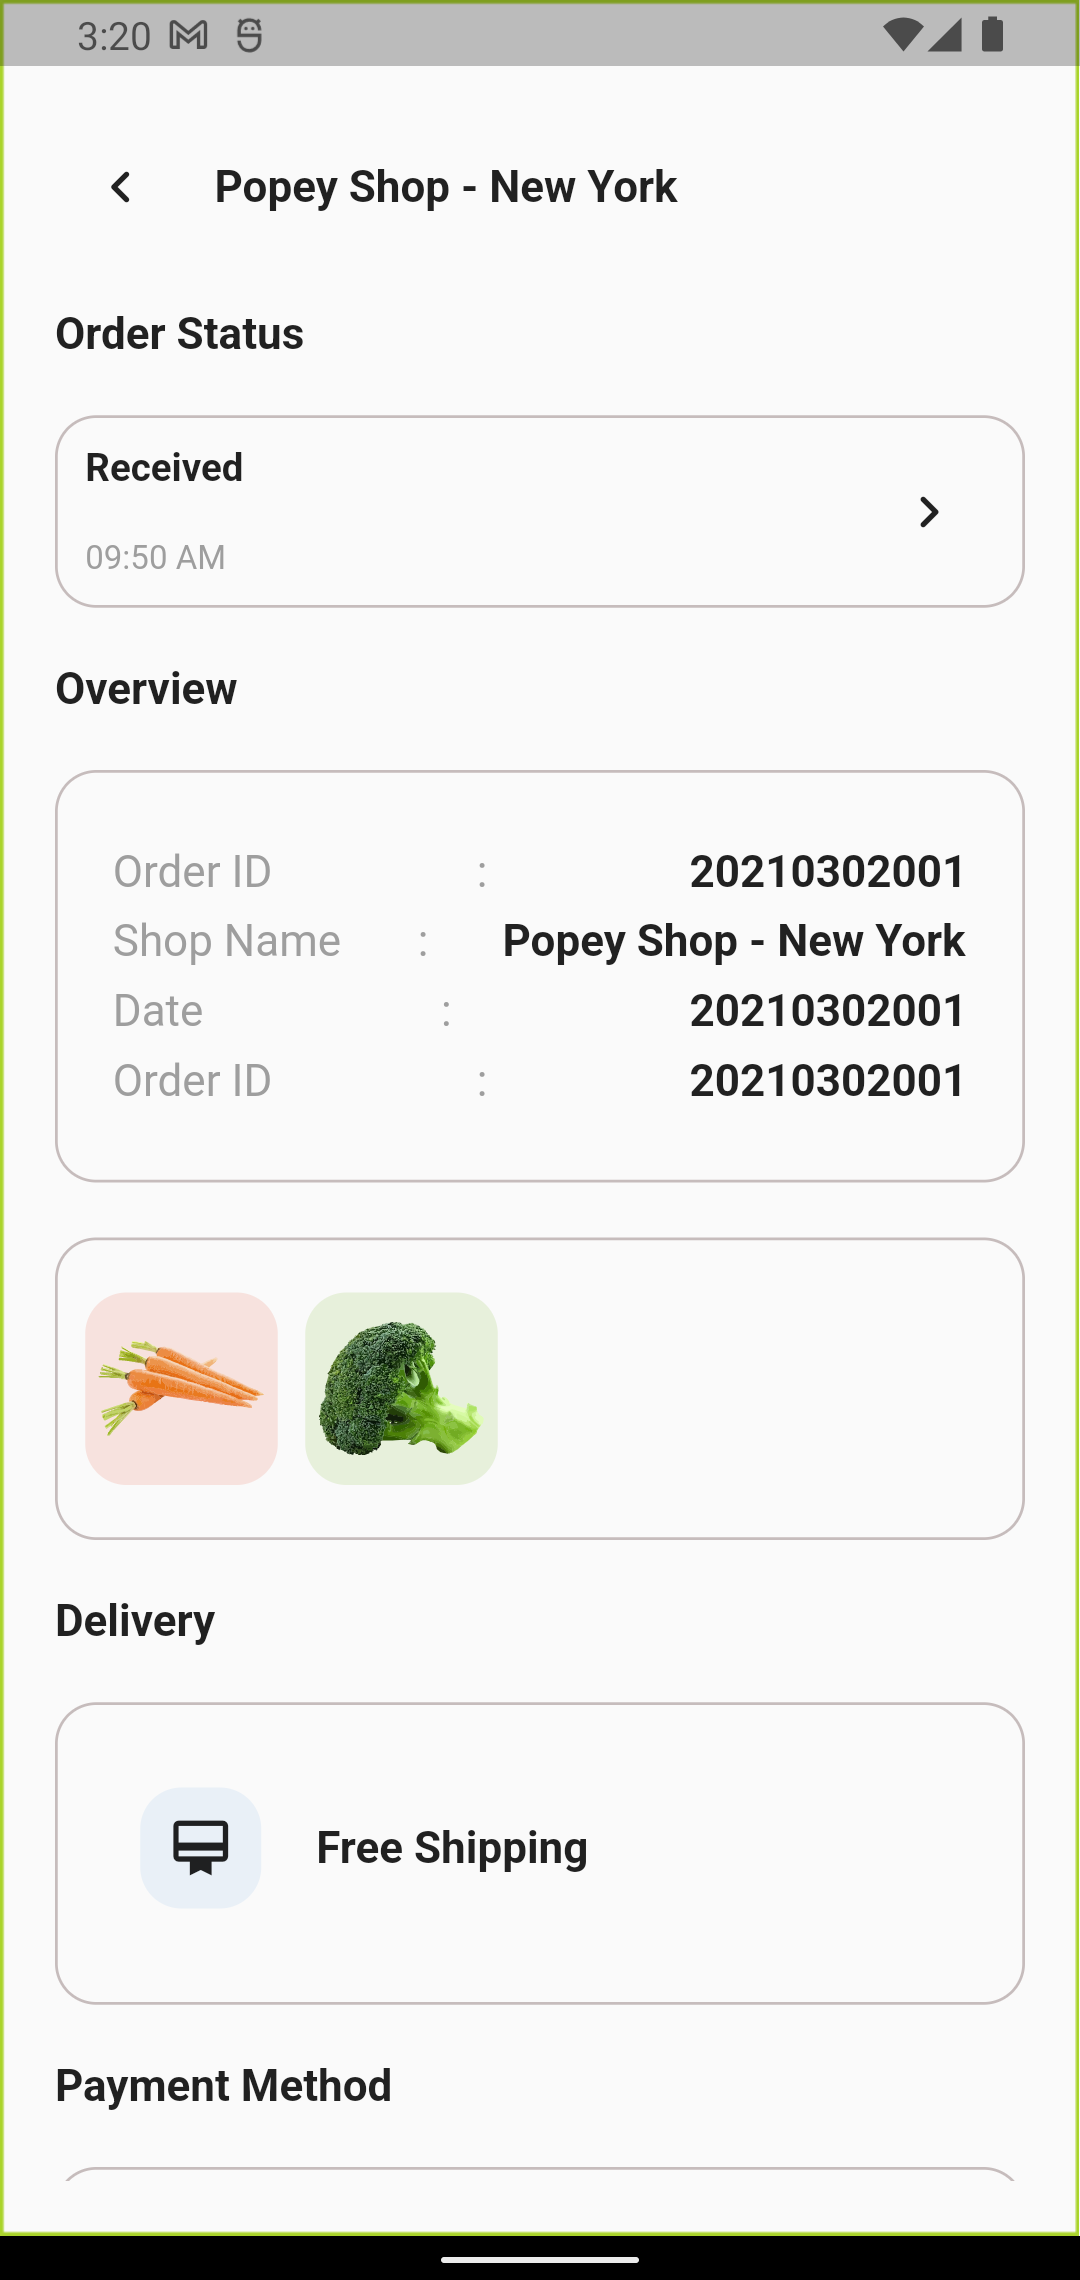 3:20
Popey Shop - New York
Order Status
Received
09:50 AM
Overview
Order ID : 20210302001
Shop Name : Popey Shop - New York
Date : 20210302001
Order ID : 20210302001
Delivery
Free Shipping
Payment Method